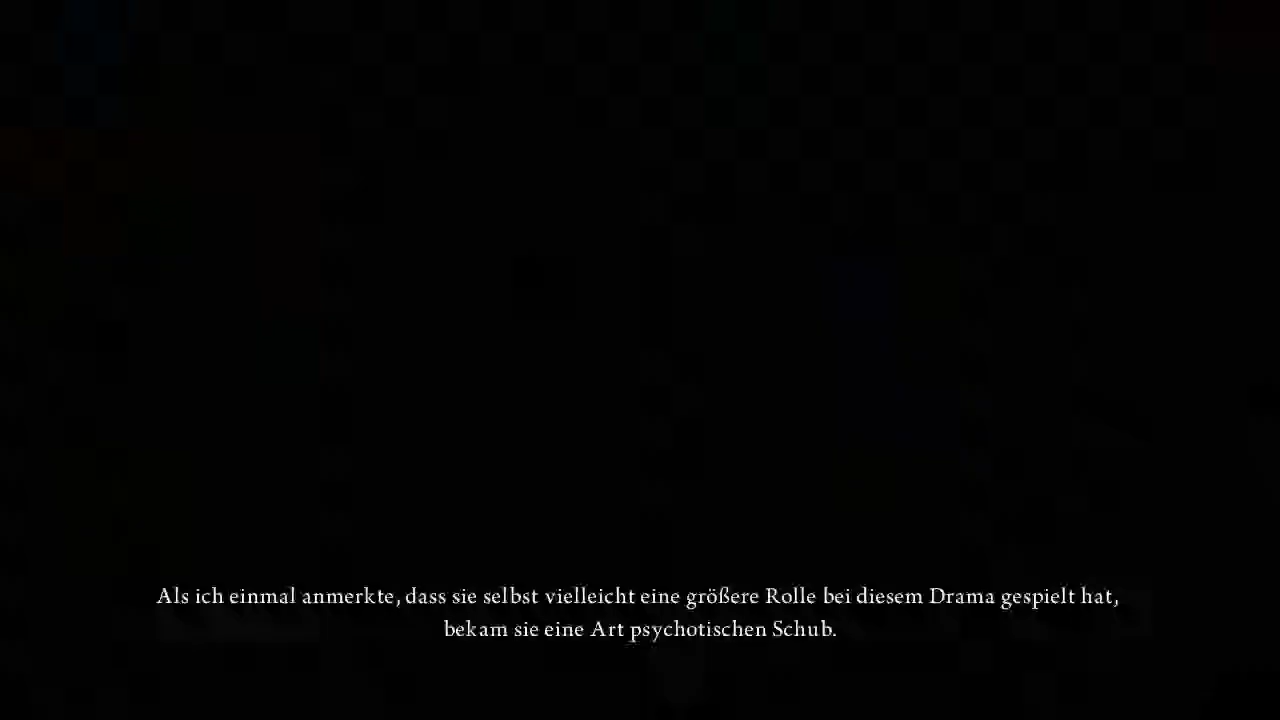 Als ich einmal anmerkte, dass sie selbst vielleicht eine größere Rolle bei diesem Drama gespielt hat,
bekam sie eine Art psychotischen Schub.